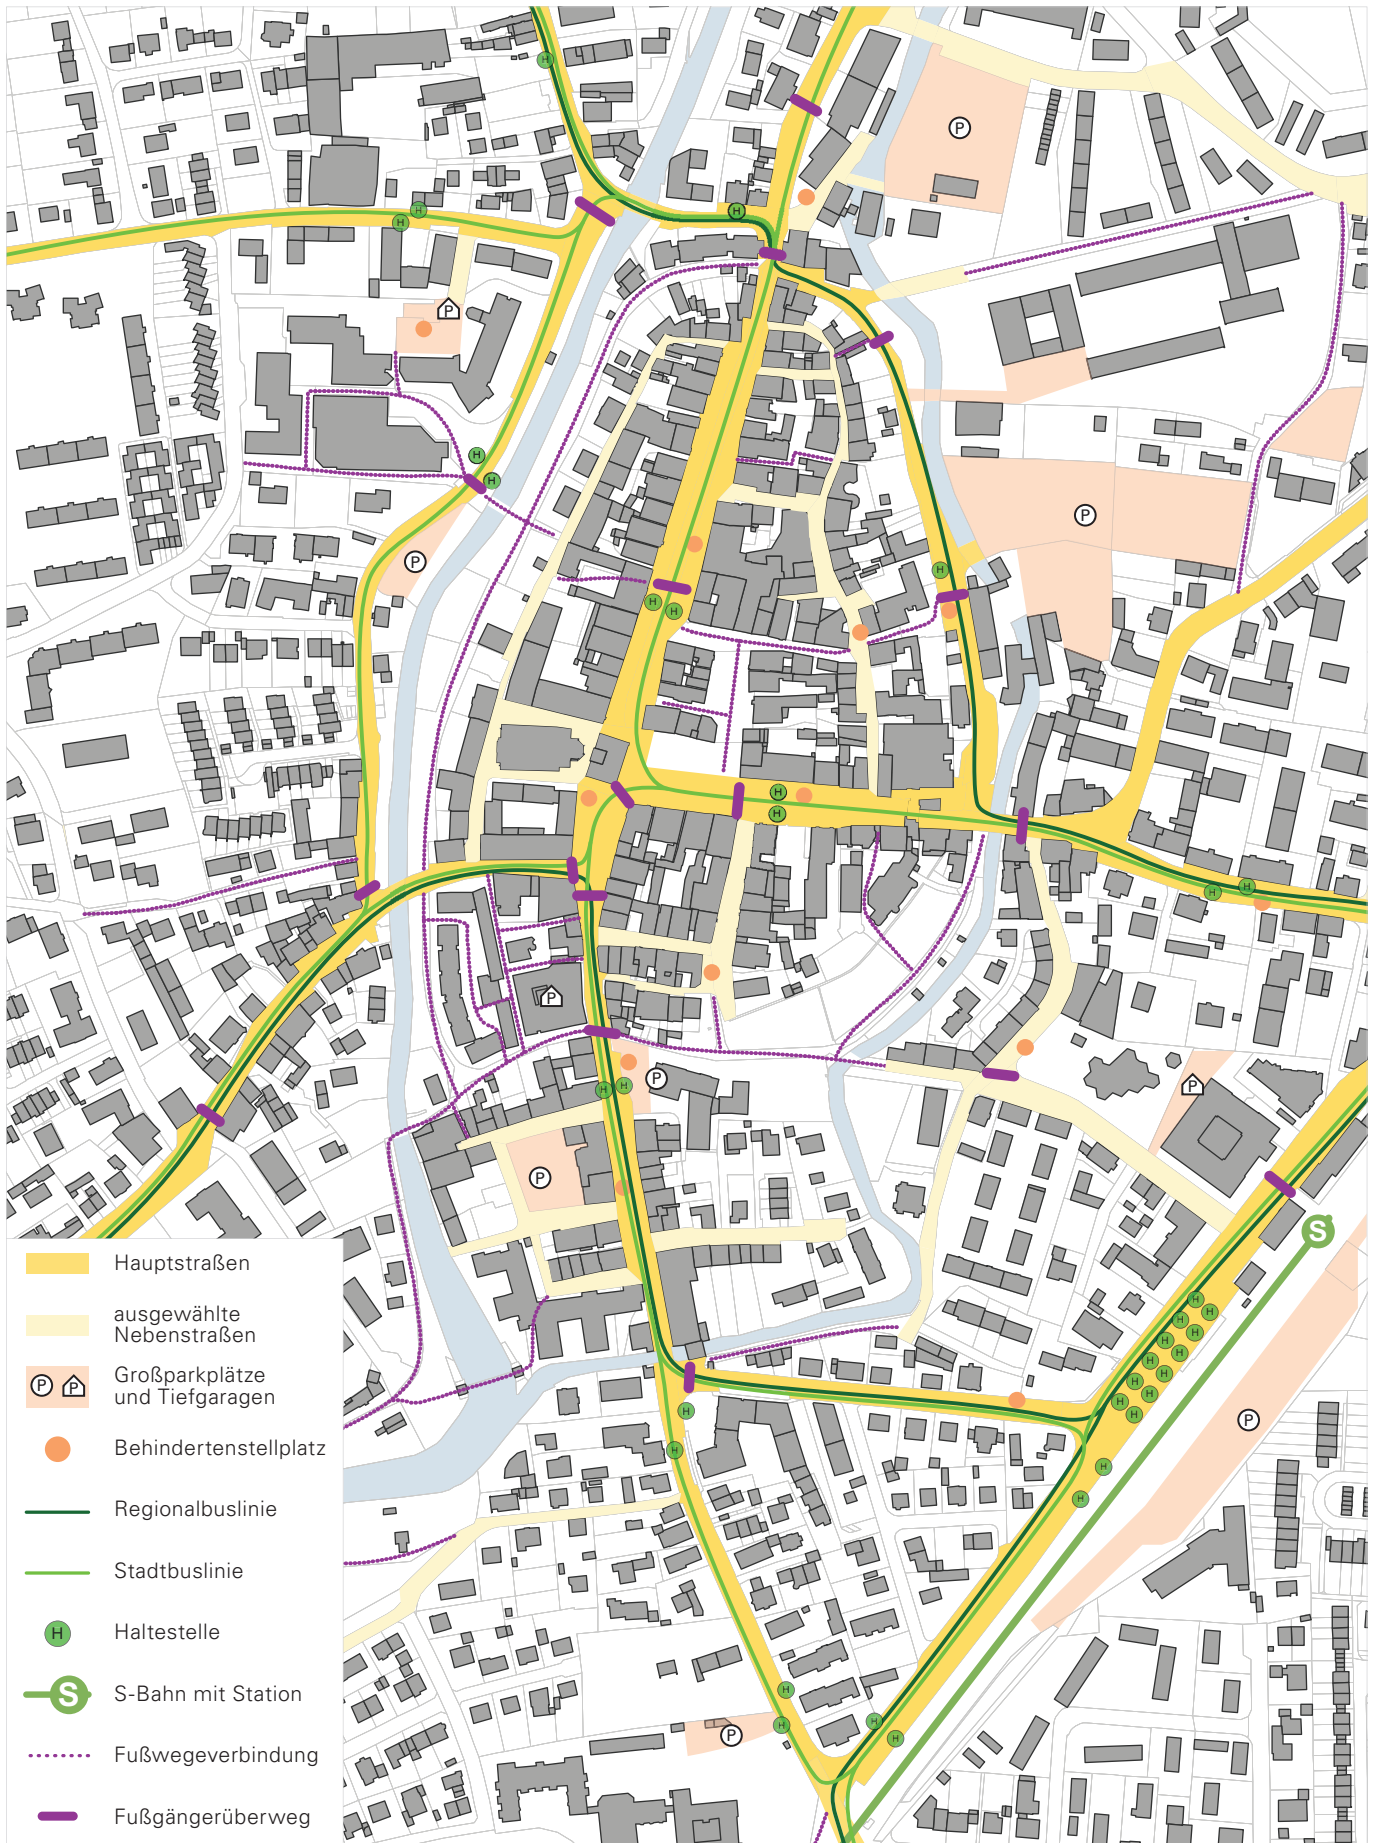 H
P
H
H
H
P
H
P
H
H
P
H
H
H
H
H
H
H
P
P
H
H
P
P
S
P
H
H
H
H
H
H
H
H
H
H
H
H
H
P
H
H
H
H
H
H
H
P
Hauptstraßen
ausgewählte
Nebenstraßen
P P Großparkplätze
und Tiefgaragen
Behindertenstellplatz
Regionalbuslinie
Stadtbuslinie
H Haltestelle
S S-Bahn mit Station
Fußwegeverbindung
Fußgängerüberweg